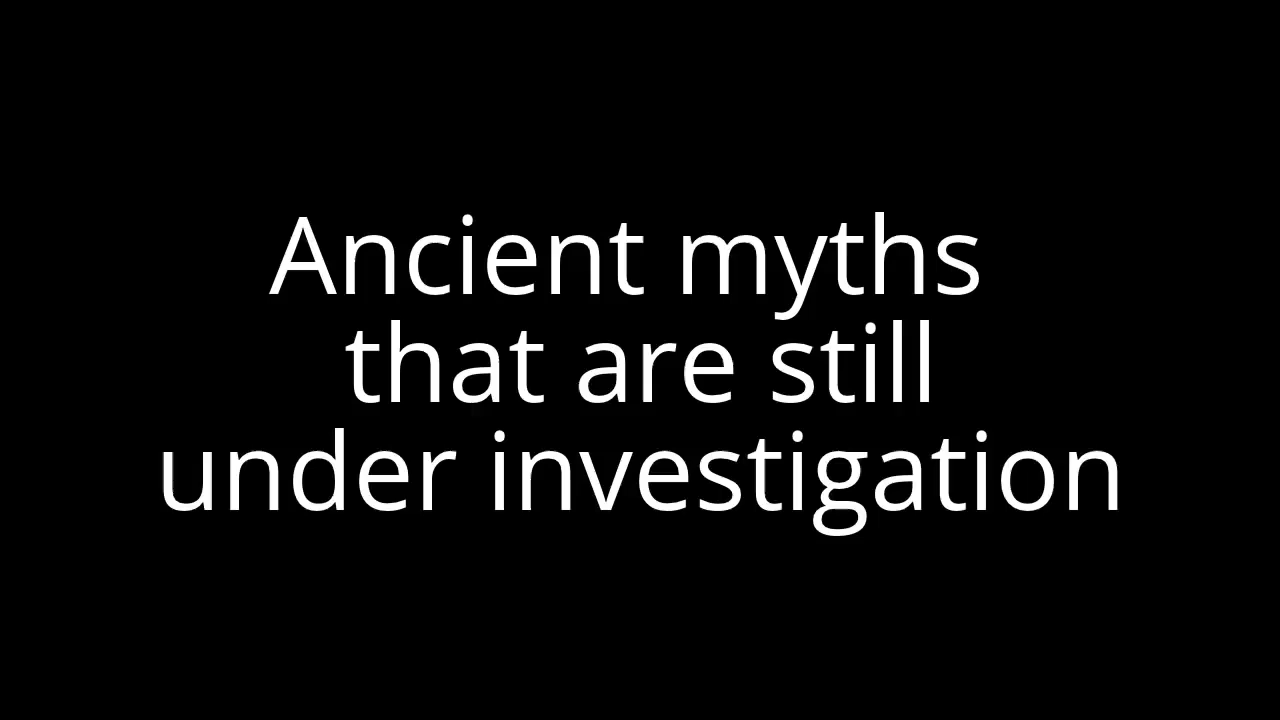 Ancient myths
that are still
under investigation